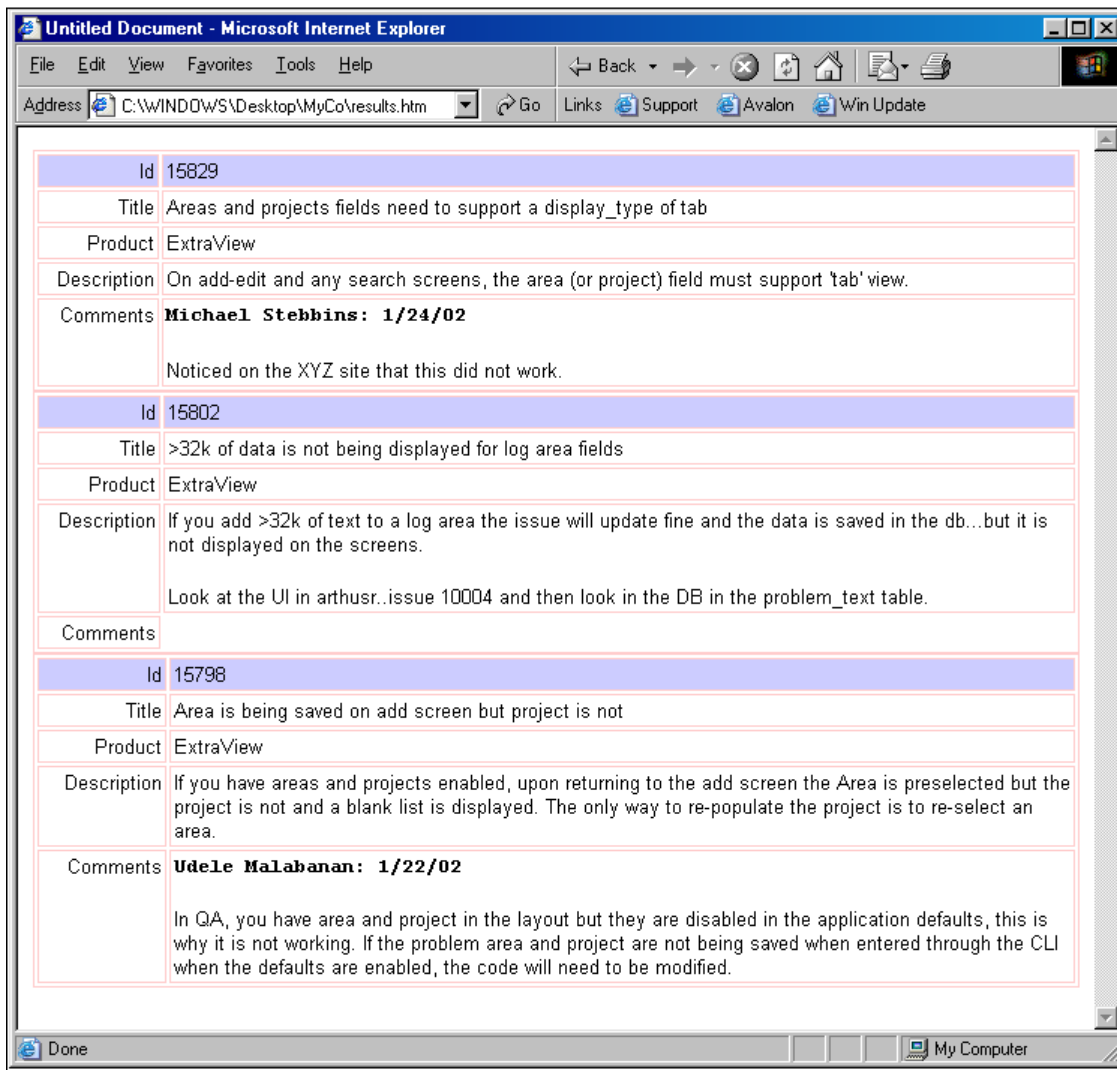 Untitled Document - Microsoft Internet Explorer
File Edit View Favorites Tools Help
Back
Address C:\WINDOWS\Desktop\MyCo\results.htm Go Links Support Avalon Win Update
Id 15829
Title Areas and projects fields need to support a display_type of tab
Product ExtraView
Description On add-edit and any search screens, the area (or project) field must support 'tab' view.
Comments Michael Stebbins: 1/24/02
Noticed on the XYZ site that this did not work.
Id 15802
Title >32k of data is not being displayed for log area fields
Product ExtraView
Description If you add >32k of text to a log area the issue will update fine and the data is saved in the db...but it is
not displayed on the screens.
Look at the UI in arthusr..issue 10004 and then look in the DB in the problem_text table.
Comments
Id 15798
Title Area is being saved on add screen but project is not
Product ExtraView
Description If you have areas and projects enabled, upon returning to the add screen the Area is preselected but the
project is not and a blank list is displayed. The only way to re-populate the project is to re-select an
area.
Comments Udele Malabanan: 1/22/02
In QA, you have area and project in the layout but they are disabled in the application defaults, this is
why it is not working. If the problem area and project are not being saved when entered through the CLI
when the defaults are enabled, the code will need to be modified.
Done My Computer